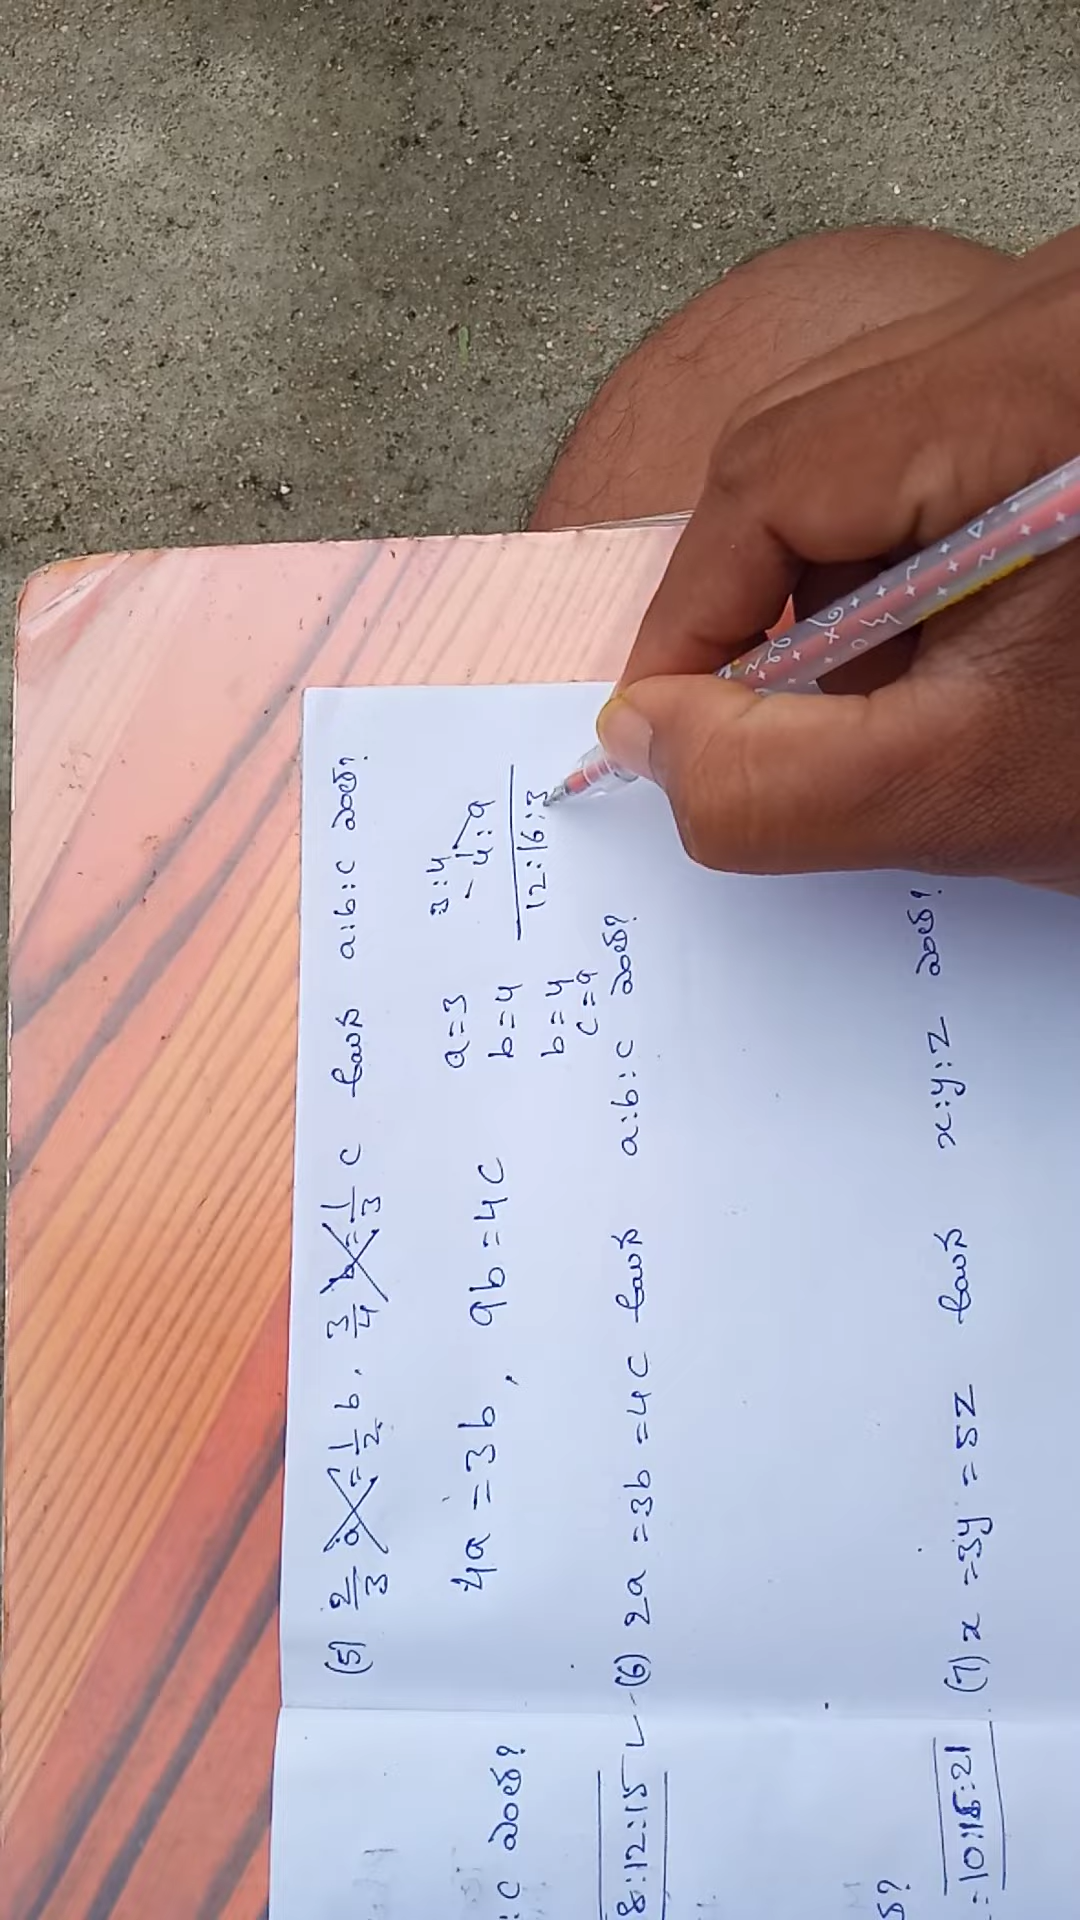 (5) 2/3 a = 1/2 b, 3/4 b = 1/3 c అయిన a:b:c ఎంత?
4a = 3b, 9b = 4c
a=3
b=4
b=4
c=9
3:4
- 4:9
12:16:3
(6) 2a = 3b = 4c అయిన a:b:c ఎంత?
(7) x = 3y = 5z అయిన x:y:z ఎంత?
:c ఎంత?
8:12:15
?
=10:15:21